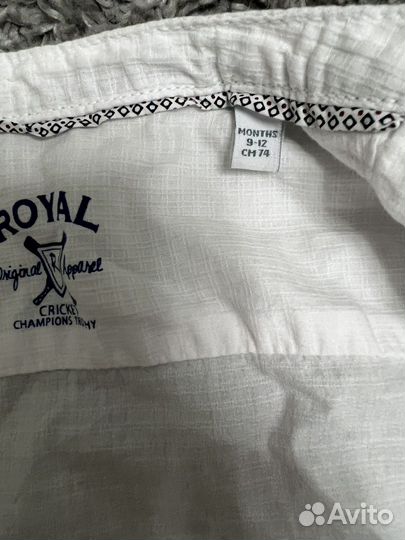 MONTHS
9-12
CM 74
ROYAL
Original Apparel
CRICKET
CHAMPIONS TROPHY
Avito